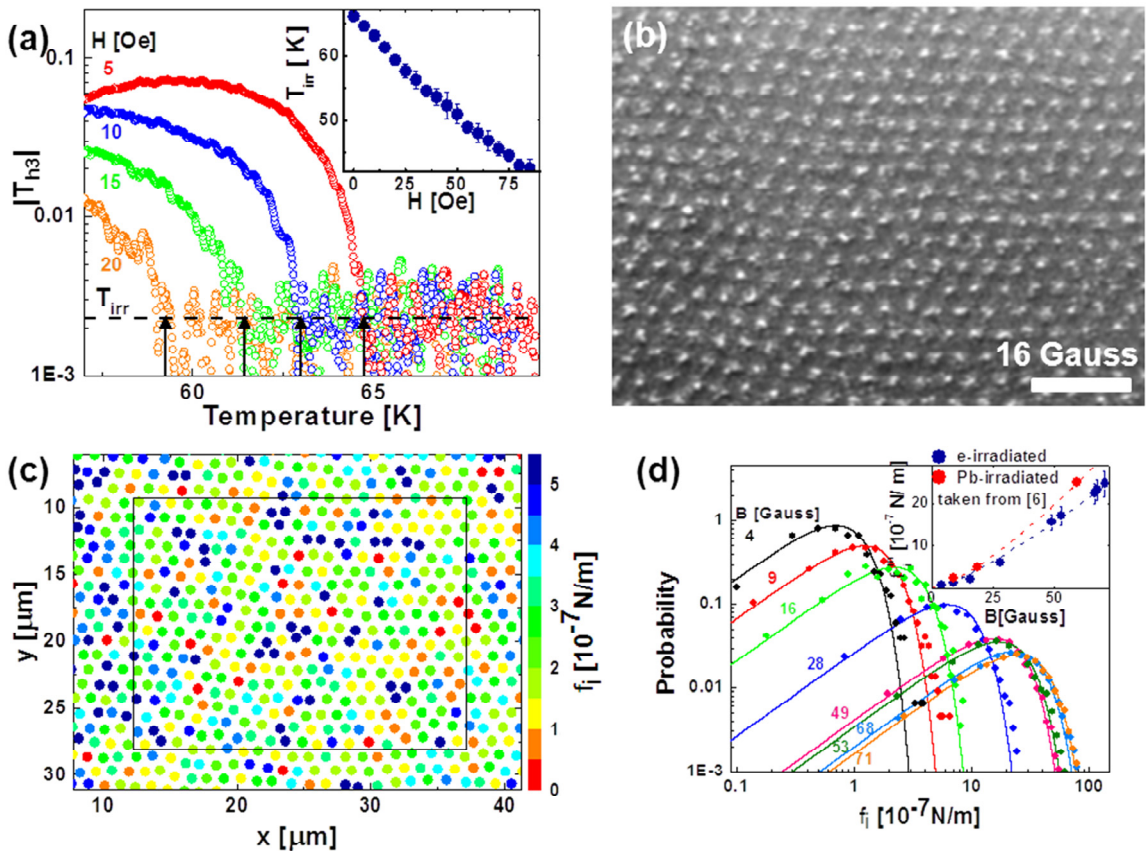 (a)
H [Oe]
0.1
0.01
1E-3
|T_h3|
5
10
15
20
T_irr
60
65
Temperature [K]
T_irr [K]
65
50
0
25
50
75
H [Oe]
(b)
16 Gauss
(c)
10
15
20
25
30
y [μm]
10
20
30
40
x [μm]
5
4
3
2
1
0
f_i [10^-7 N/m]
(d)
e-irradiated
Pb-irradiated
taken from [6]
[10^-7 N/ m]
20
10
0
0
50
B[Gauss]
B [Gauss]
4
9
16
28
49
68
53
71
1
0.1
0.01
1E-3
Probability
0.1
1
10
100
f_i [10^-7 N/m]